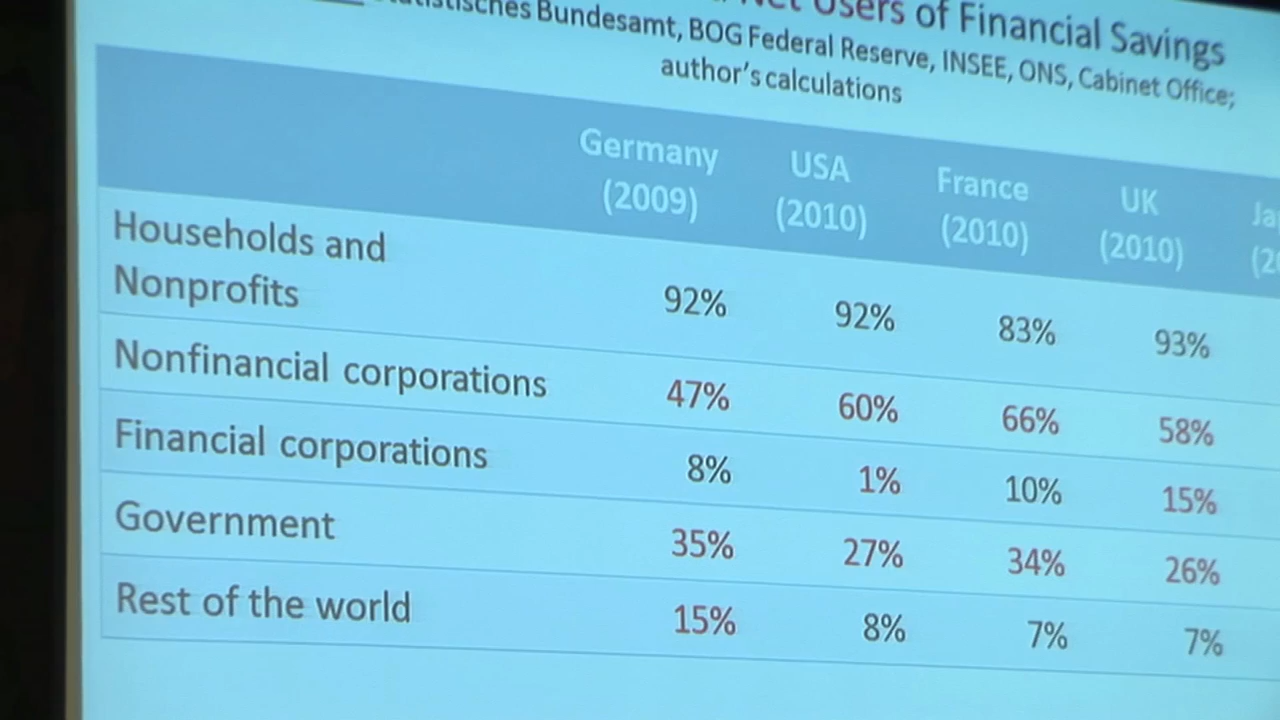 Net Users of Financial Savings
Bundesamt, BOG Federal Reserve, INSEE, ONS, Cabinet Office;
author's calculations
Germany USA France UK
(2009) (2010) (2010) (2010)
Households and
Nonprofits 92% 92% 83% 93%
Nonfinancial corporations 47% 60% 66% 58%
Financial corporations 8% 1% 10% 15%
Government 35% 27% 34% 26%
Rest of the world 15% 8% 7% 7%